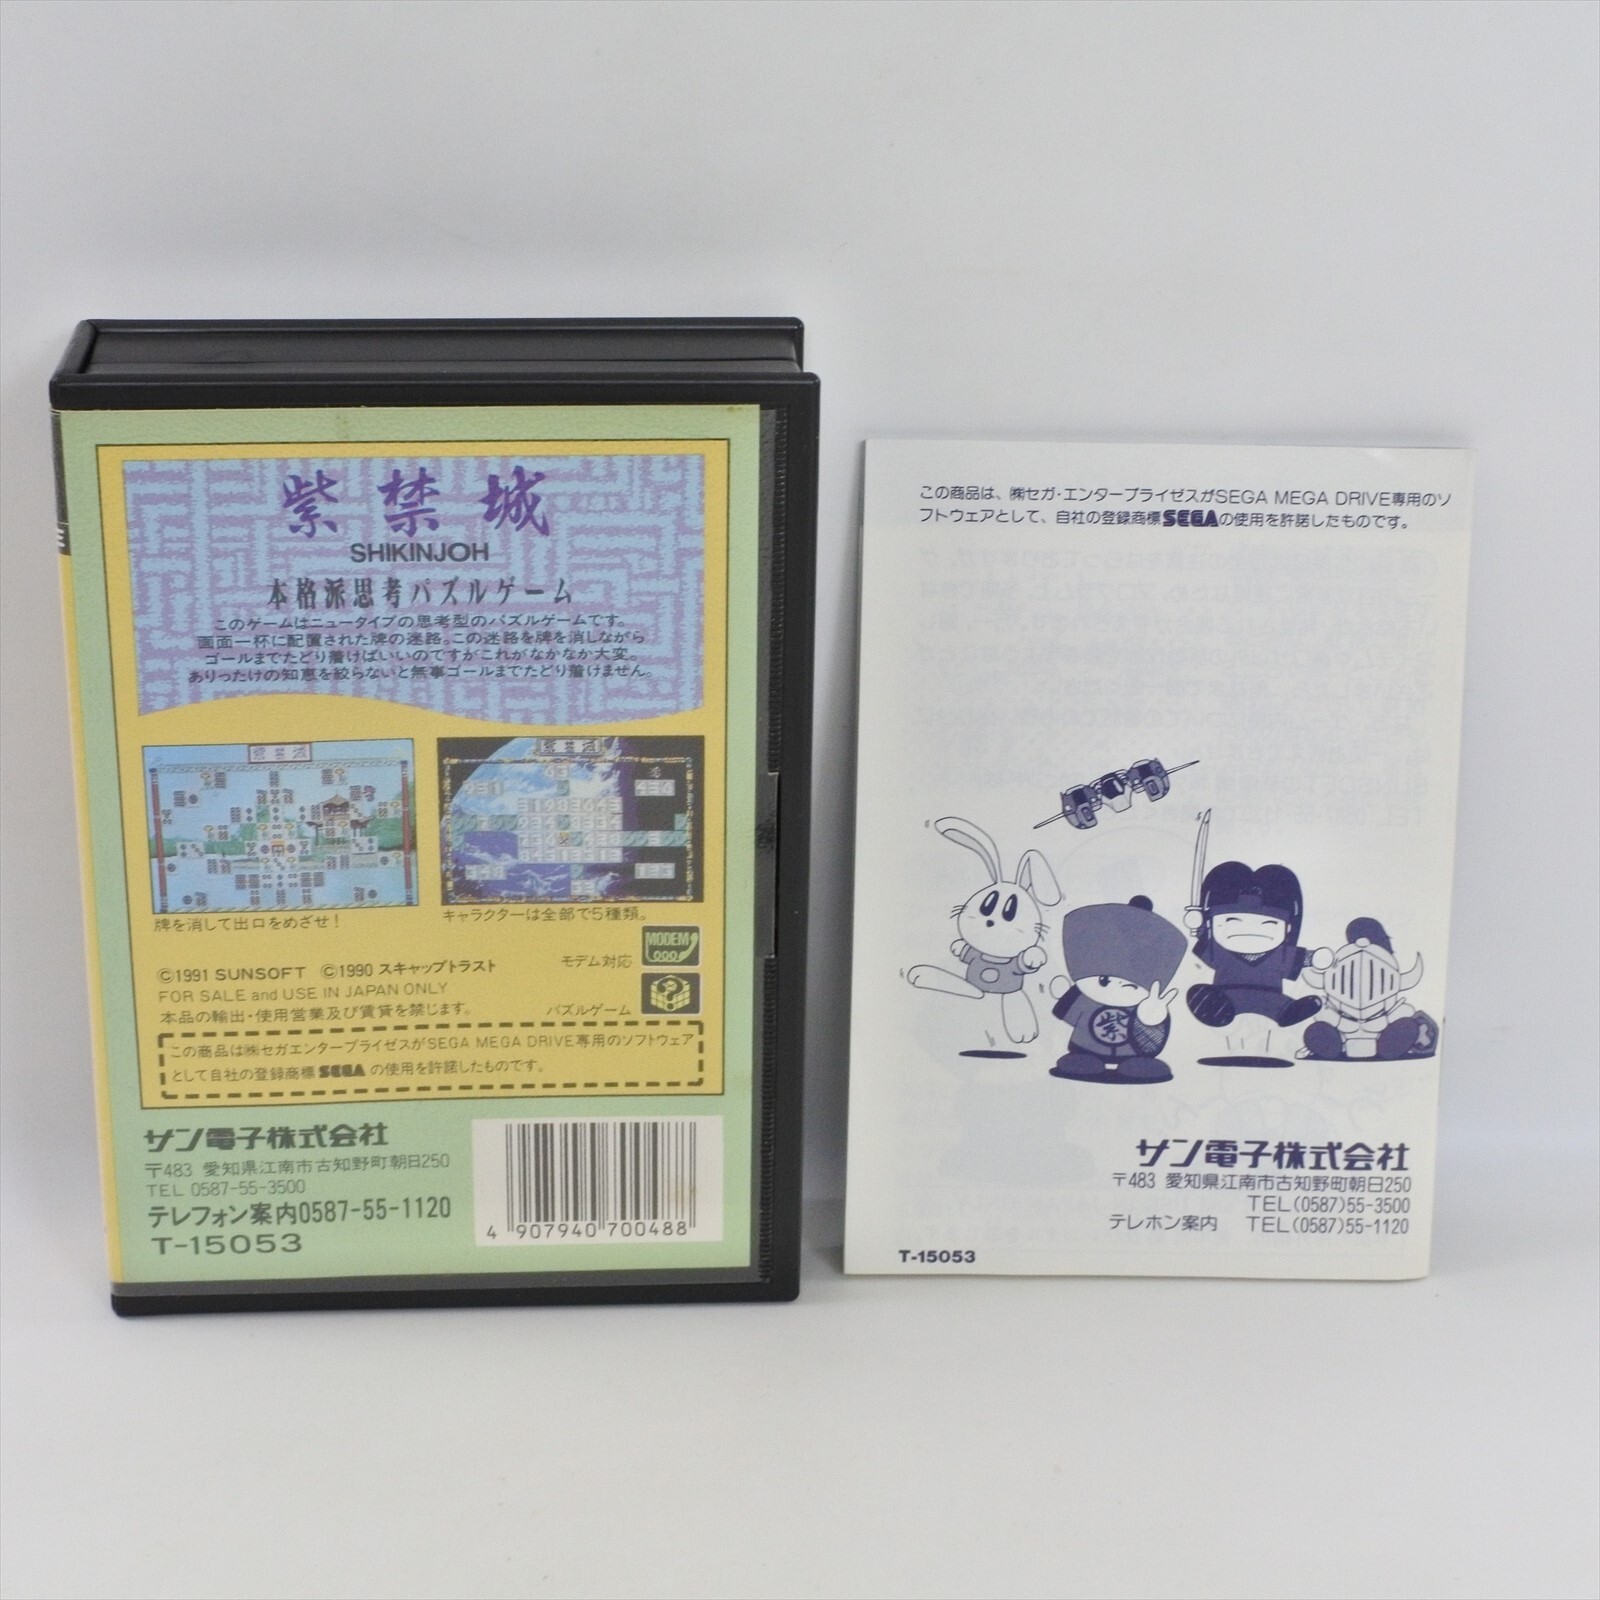 紫禁城
SHIKINJOH
本格派思考パズルゲーム
このゲームはニュータイプの思考型のパズルゲームです。
画面一杯に配置された牌の迷路。この迷路を牌を消しながら
ゴールまでたどり着けばいいのですがこれがなかなか大変。
ありったけの知恵を絞らないと無事ゴールまでたどり着けません。
紫禁城
紫禁城
牌を消して出口をめざせ!
キャラクターは全部で5種類。
モデム対応
MODEM
パズルゲーム
©1991 SUNSOFT ©1990 スキャップトラスト
FOR SALE and USE IN JAPAN ONLY
本品の輸出・使用営業及び賃貸を禁じます。
この商品は㈱セガエンタープライゼスがSEGA MEGA DRIVE専用のソフトウェア
として自社の登録商標SEGAの使用を許諾したものです。
サン電子株式会社
〒483 愛知県江南市古知野町朝日250
TEL 0587-55-3500
テレフォン案内0587-55-1120
T-15053
4 907940 700488
この商品は、㈱セガ・エンタープライゼスがSEGA MEGA DRIVE専用のソ
フトウェアとして、自社の登録商標SEGAの使用を許諾したものです。
紫
サン電子株式会社
〒483 愛知県江南市古知野町朝日250
TEL(0587)55-3500
テレホン案内 TEL(0587)55-1120
T-15053